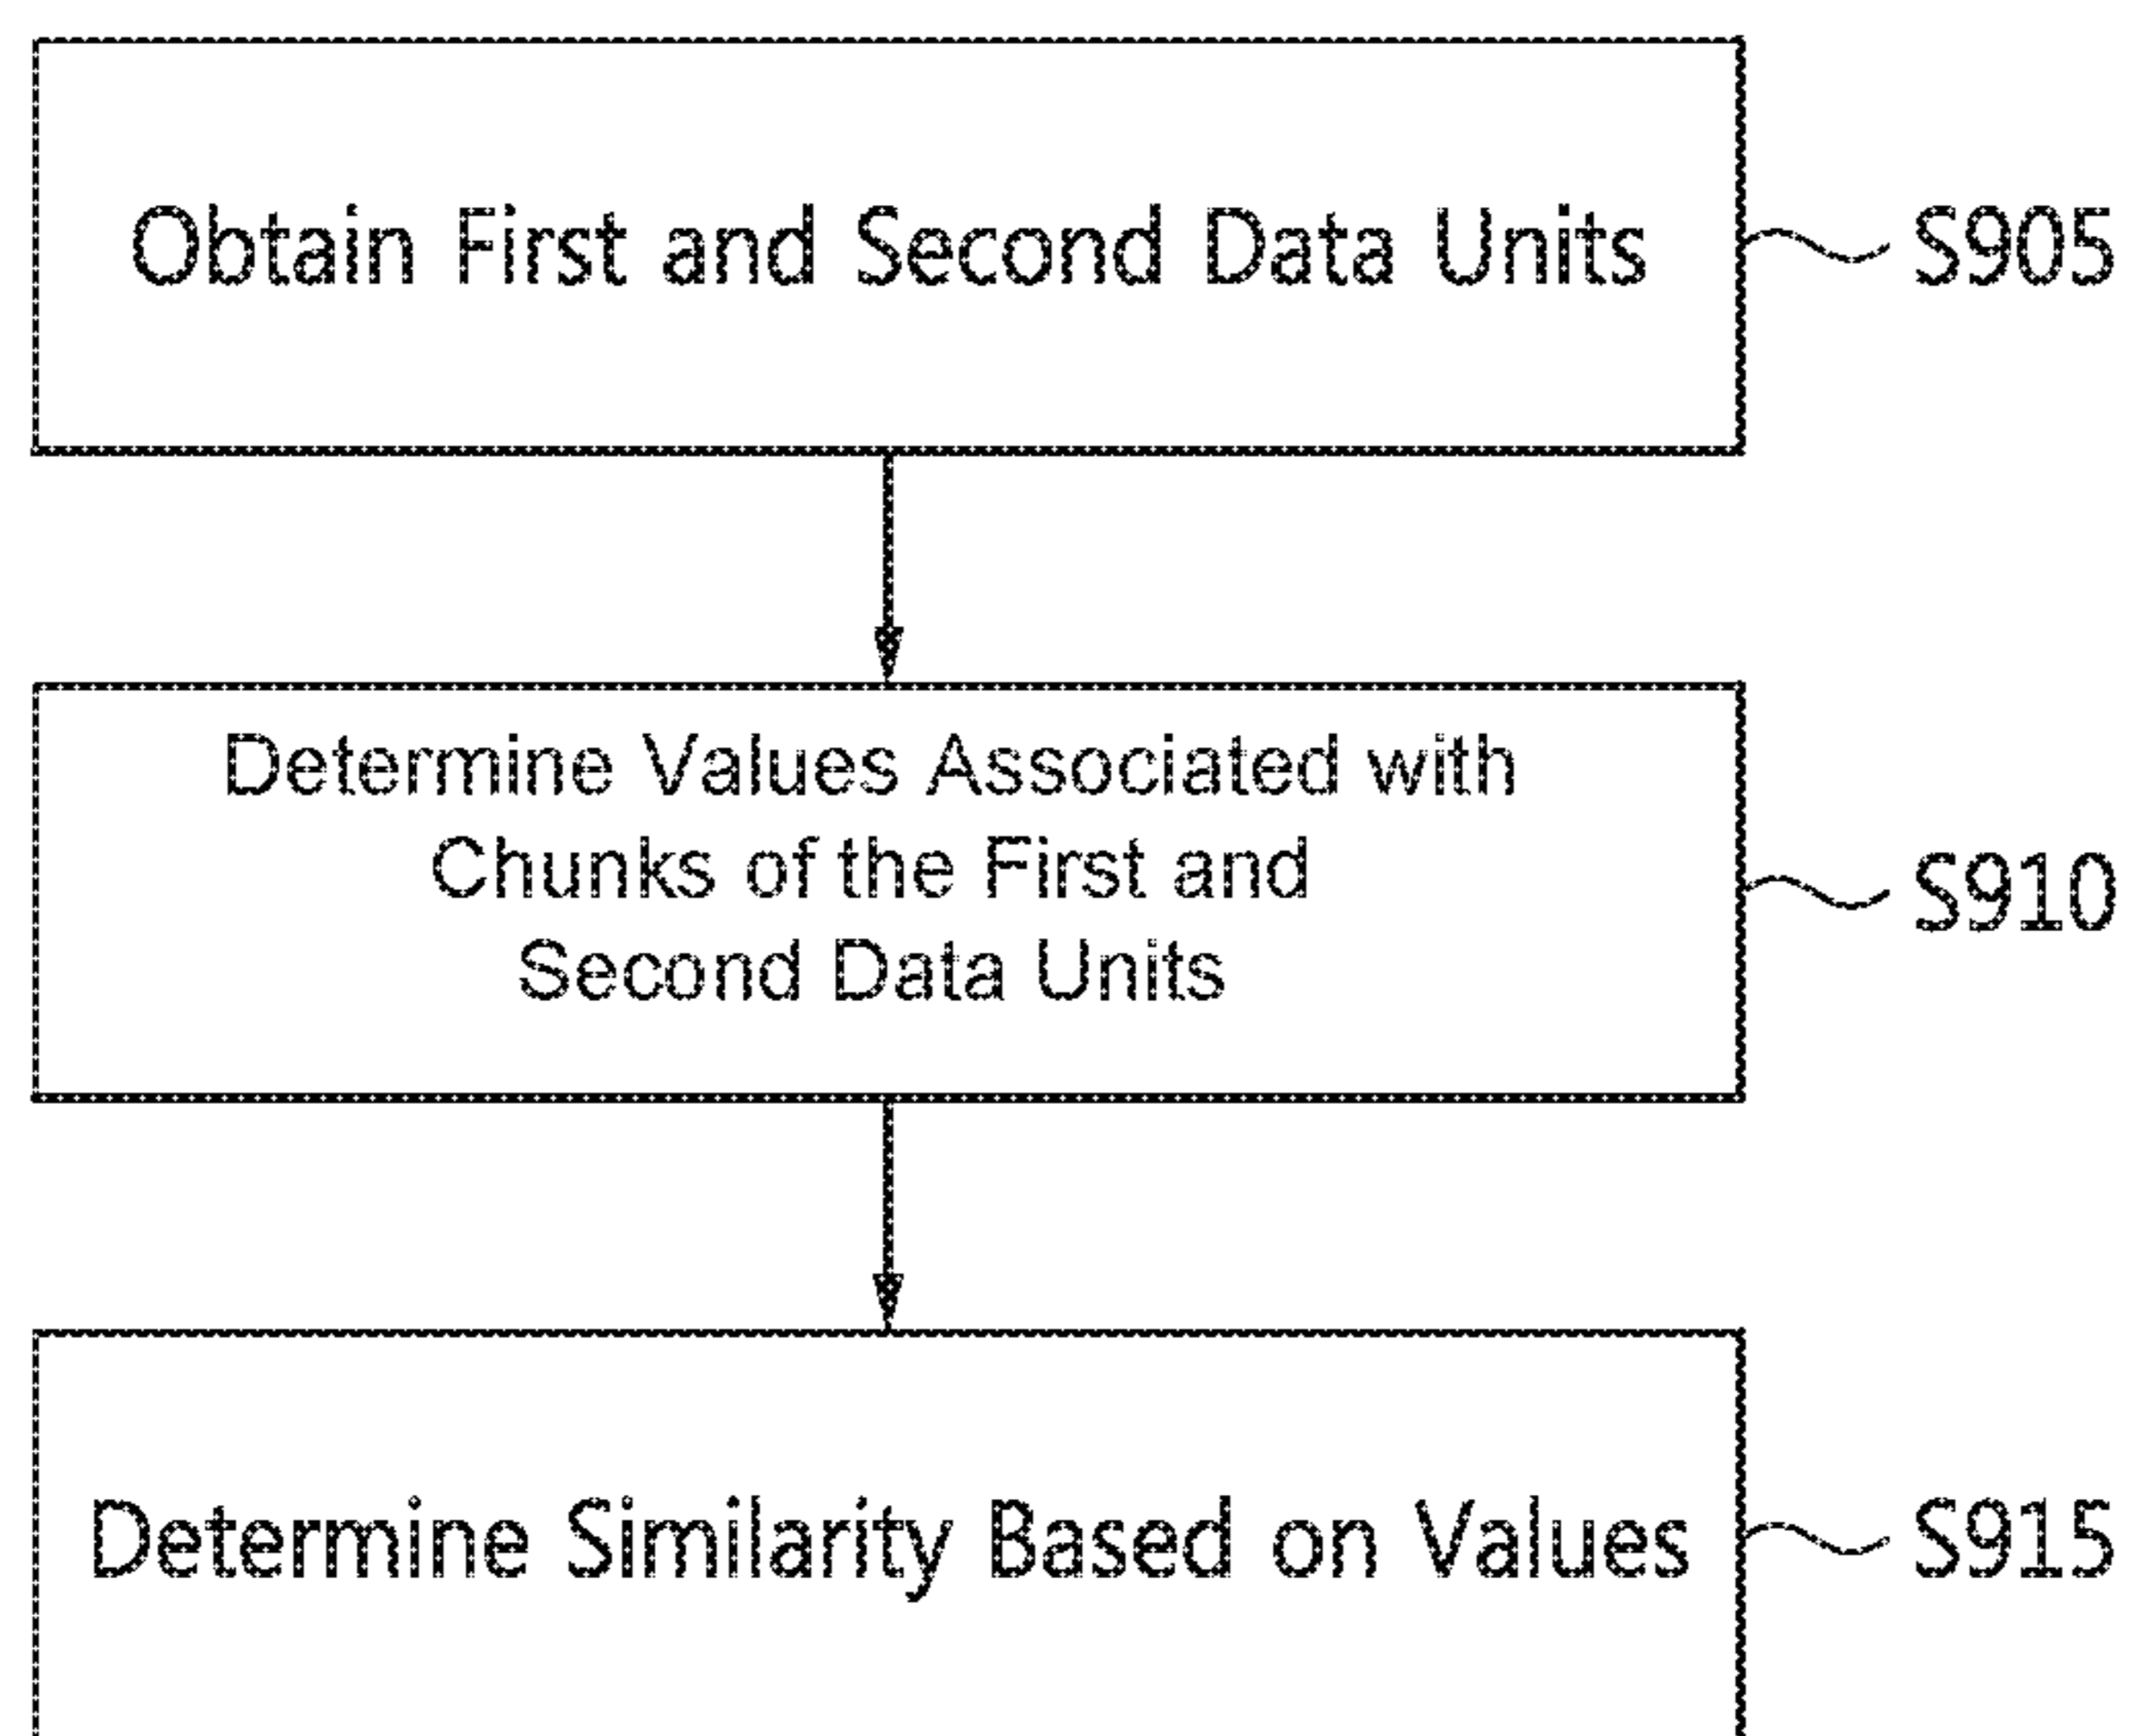 Obtain First and Second Data Units
S905
Determine Values Associated with
Chunks of the First and
Second Data Units
S910
Determine Similarity Based on Values
S915